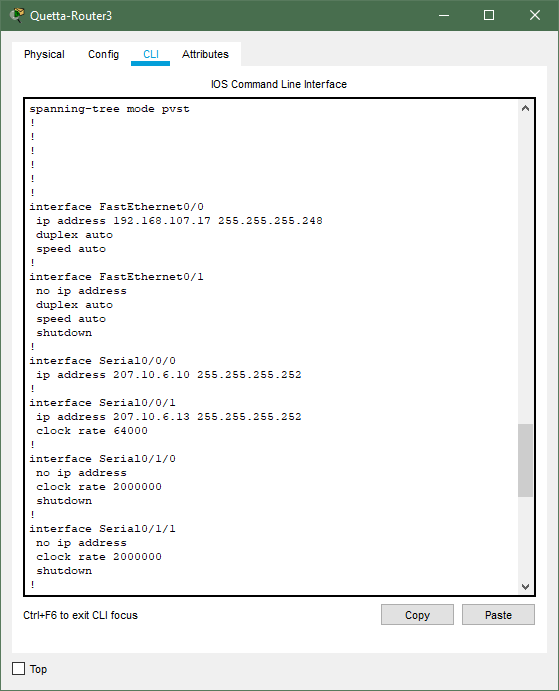 Quetta-Router3
Physical Config CLI Attributes
IOS Command Line Interface
spanning-tree mode pvst
!
!
!
!
!
!
interface FastEthernet0/0
 ip address 192.168.107.17 255.255.255.248
 duplex auto
 speed auto
!
interface FastEthernet0/1
 no ip address
 duplex auto
 speed auto
 shutdown
!
interface Serial0/0/0
 ip address 207.10.6.10 255.255.255.252
!
interface Serial0/0/1
 ip address 207.10.6.13 255.255.255.252
 clock rate 64000
!
interface Serial0/1/0
 no ip address
 clock rate 2000000
 shutdown
!
interface Serial0/1/1
 no ip address
 clock rate 2000000
 shutdown
!
Ctrl+F6 to exit CLI focus Copy Paste
Top